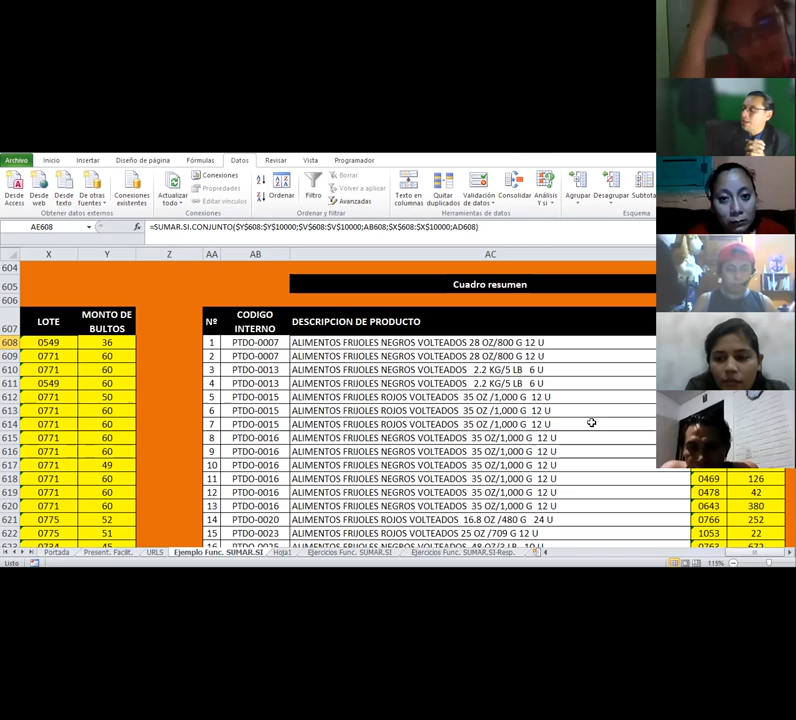 Archivo Inicio Insertar Diseño de página Fórmulas Datos Revisar Vista Programador
Desde Access Desde web Desde texto De otras fuentes Conexiones existentes Actualizar todo Conexiones Propiedades Editar vínculos Ordenar Filtro Borrar Volver a aplicar Avanzadas Texto en columnas Quitar duplicados Validación de datos Consolidar Análisis Y si Agrupar Desagrupar Subtota
Obtener datos externos Conexiones Ordenar y filtrar Herramientas de datos Esquema
AE608 fx =SUMAR.SI.CONJUNTO($Y$608:$Y$10000;$V$608:$V$10000;AB608;$X$608:$X$10000;AD608)
X Y Z AA AB AC
604
605 Cuadro resumen
606
607 LOTE MONTO DE BULTOS Nº CODIGO INTERNO DESCRIPCION DE PRODUCTO
608 0549 36 1 PTDO-0007 ALIMENTOS FRIJOLES NEGROS VOLTEADOS 28 OZ/800 G 12 U
609 0771 60 2 PTDO-0007 ALIMENTOS FRIJOLES NEGROS VOLTEADOS 28 OZ/800 G 12 U
610 0771 60 3 PTDO-0013 ALIMENTOS FRIJOLES NEGROS VOLTEADOS 2.2 KG/5 LB 6 U
611 0549 60 4 PTDO-0013 ALIMENTOS FRIJOLES NEGROS VOLTEADOS 2.2 KG/5 LB 6 U
612 0771 50 5 PTDO-0015 ALIMENTOS FRIJOLES ROJOS VOLTEADOS 35 OZ /1,000 G 12 U
613 0771 60 6 PTDO-0015 ALIMENTOS FRIJOLES ROJOS VOLTEADOS 35 OZ /1,000 G 12 U
614 0771 60 7 PTDO-0015 ALIMENTOS FRIJOLES ROJOS VOLTEADOS 35 OZ /1,000 G 12 U
615 0771 60 8 PTDO-0016 ALIMENTOS FRIJOLES NEGROS VOLTEADOS 35 OZ/1,000 G 12 U
616 0771 60 9 PTDO-0016 ALIMENTOS FRIJOLES NEGROS VOLTEADOS 35 OZ/1,000 G 12 U
617 0771 49 10 PTDO-0016 ALIMENTOS FRIJOLES NEGROS VOLTEADOS 35 OZ/1,000 G 12 U
618 0771 60 11 PTDO-0016 ALIMENTOS FRIJOLES NEGROS VOLTEADOS 35 OZ/1,000 G 12 U 0469 126
619 0771 60 12 PTDO-0016 ALIMENTOS FRIJOLES NEGROS VOLTEADOS 35 OZ/1,000 G 12 U 0478 42
620 0771 60 13 PTDO-0016 ALIMENTOS FRIJOLES NEGROS VOLTEADOS 35 OZ/1,000 G 12 U 0643 380
621 0775 52 14 PTDO-0020 ALIMENTOS FRIJOLES ROJOS VOLTEADOS 16.8 OZ /480 G 24 U 0766 252
622 0775 51 15 PTDO-0023 ALIMENTOS FRIJOLES ROJOS VOLTEADOS 25 OZ/709 G 12 U 1053 22
Portada Present. Facilit. URLS Ejemplo Func. SUMAR.SI Hoja1 Ejercicios Func. SUMAR.SI Ejercicios Func. SUMAR.SI-Resp.
Listo 115%